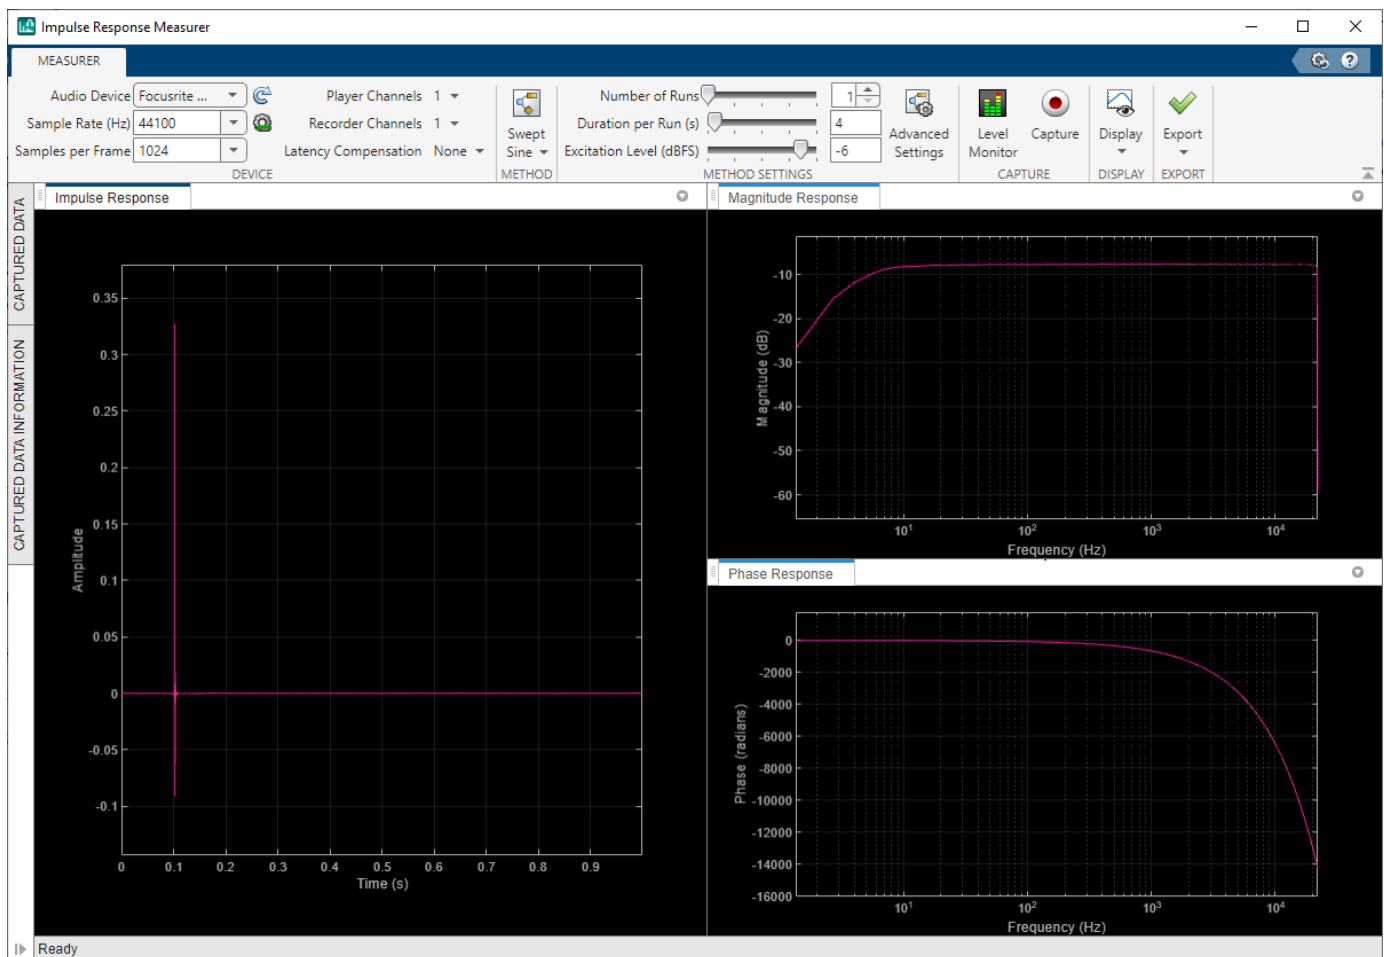 Impulse Response Measurer
MEASURER
Audio Device Focusrite ...
Sample Rate (Hz) 44100
Samples per Frame 1024
Player Channels 1
Recorder Channels 1
Latency Compensation None
DEVICE
Swept
Sine
METHOD
Number of Runs 1
Duration per Run (s) 4
Excitation Level (dBFS) -6
Advanced
Settings
METHOD SETTINGS
Level
Monitor
Capture
CAPTURE
Display
DISPLAY
Export
EXPORT
CAPTURED DATA
CAPTURED DATA INFORMATION
Impulse Response
0.35
0.3
0.25
0.2
0.15
0.1
0.05
0
-0.05
-0.1
Amplitude
0 0.1 0.2 0.3 0.4 0.5 0.6 0.7 0.8 0.9
Time (s)
Magnitude Response
-10
-20
-30
-40
-50
-60
Magnitude (dB)
10¹ 10² 10³ 10⁴
Frequency (Hz)
Phase Response
0
-2000
-4000
-6000
-8000
-10000
-12000
-14000
-16000
Phase (radians)
10¹ 10² 10³ 10⁴
Frequency (Hz)
Ready